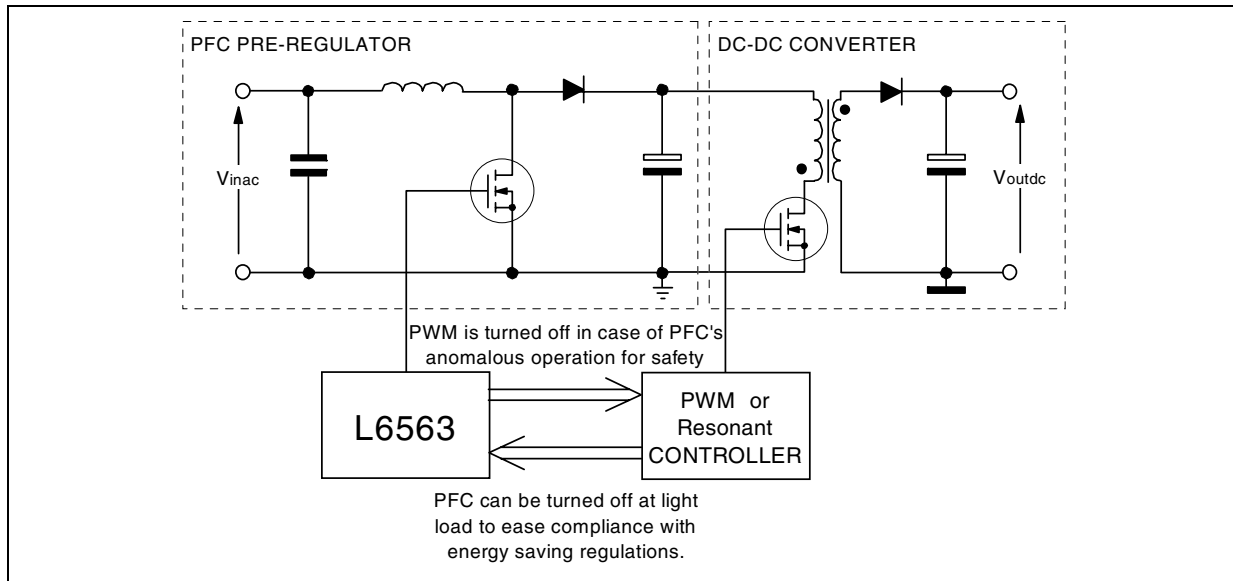 PFC PRE-REGULATOR
DC-DC CONVERTER
Vinac
Voutdc
PWM is turned off in case of PFC's
anomalous operation for safety
L6563
PWM or
Resonant
CONTROLLER
PFC can be turned off at light
load to ease compliance with
energy saving regulations.